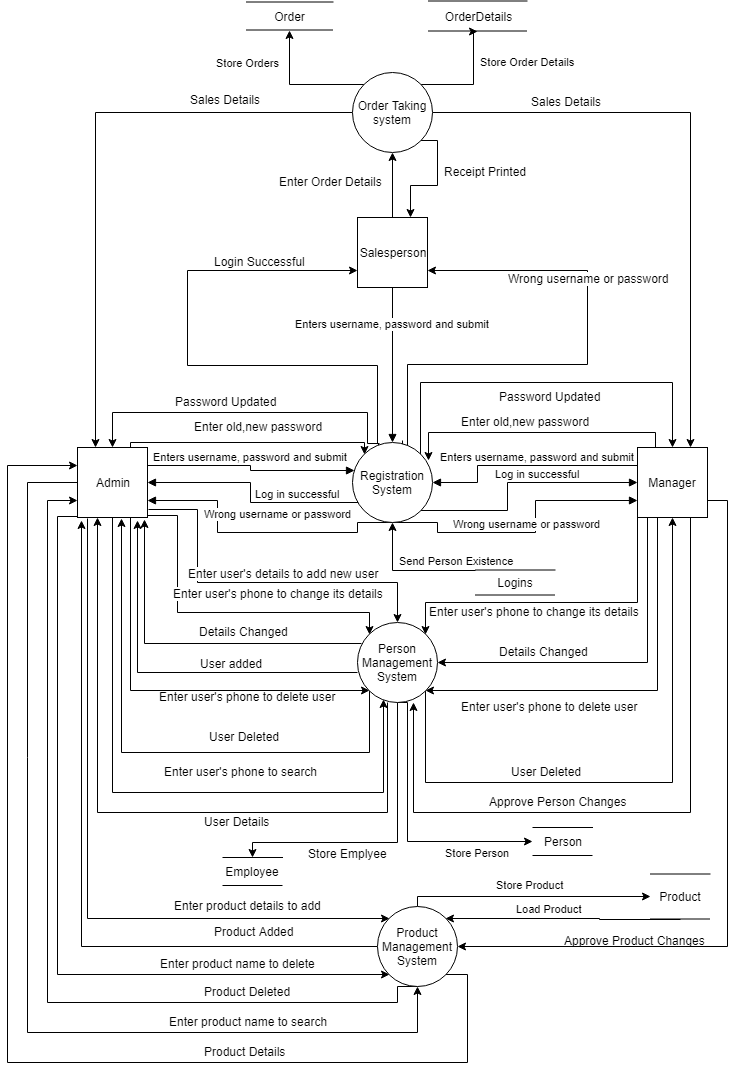 Order
OrderDetails
Store Orders
Store Order Details
Sales Details
Order Taking
system
Sales Details
Enter Order Details
Receipt Printed
Salesperson
Login Successful
Wrong username or password
Enters username, password and submit
Password Updated
Password Updated
Enter old,new password
Enter old,new password
Enters username, password and submit
Enters username, password and submit
Admin
Registration
System
Manager
Log in successful
Log in successful
Wrong username or password
Wrong username or password
Send Person Existence
Enter user's details to add new user
Logins
Enter user's phone to change its details
Enter user's phone to change its details
Details Changed
Person
Management
System
Details Changed
User added
Enter user's phone to delete user
Enter user's phone to delete user
User Deleted
Enter user's phone to search
User Deleted
Approve Person Changes
User Details
Store Emplyee
Store Person
Person
Employee
Store Product
Product
Enter product details to add
Load Product
Product Added
Product
Management
System
Approve Product Changes
Enter product name to delete
Product Deleted
Enter product name to search
Product Details